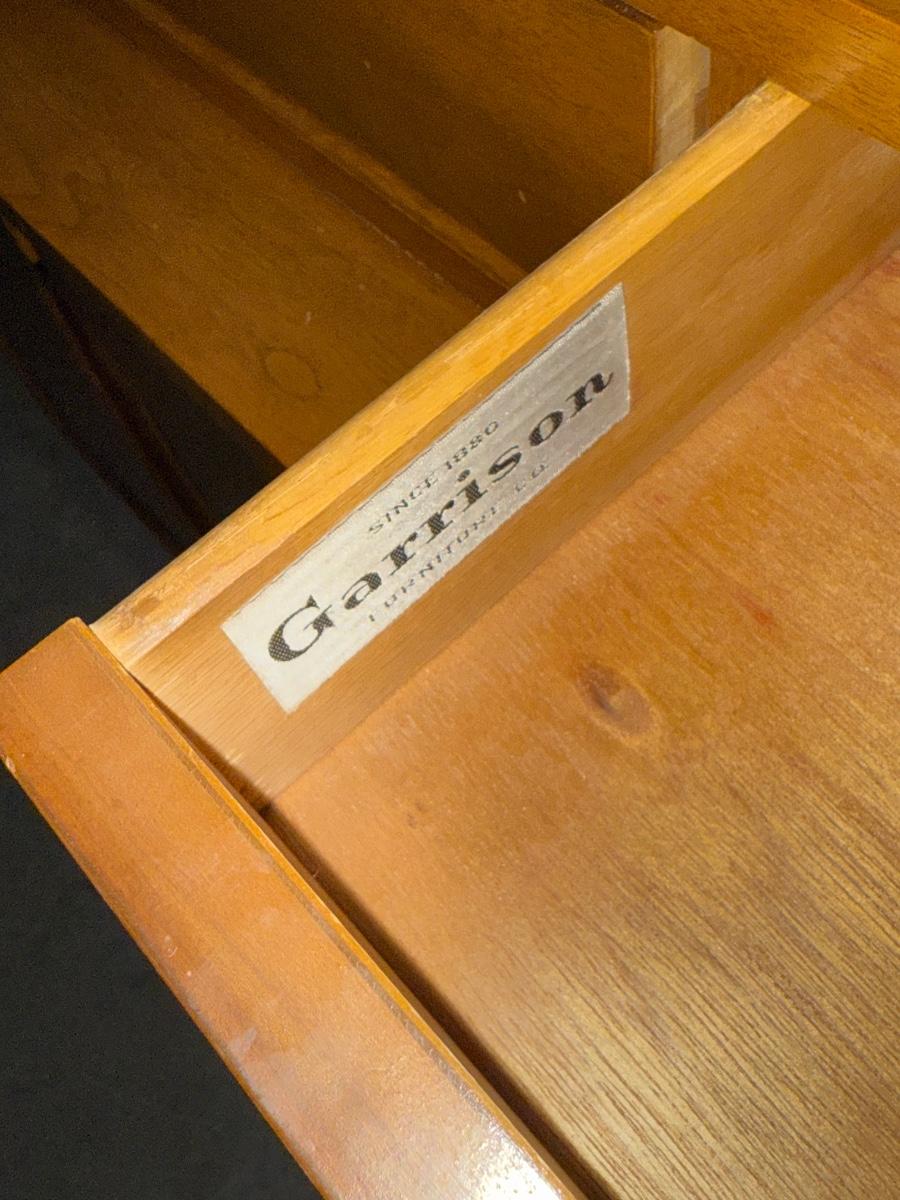 SINCE 1880
Garrison
FURNITURE CO.